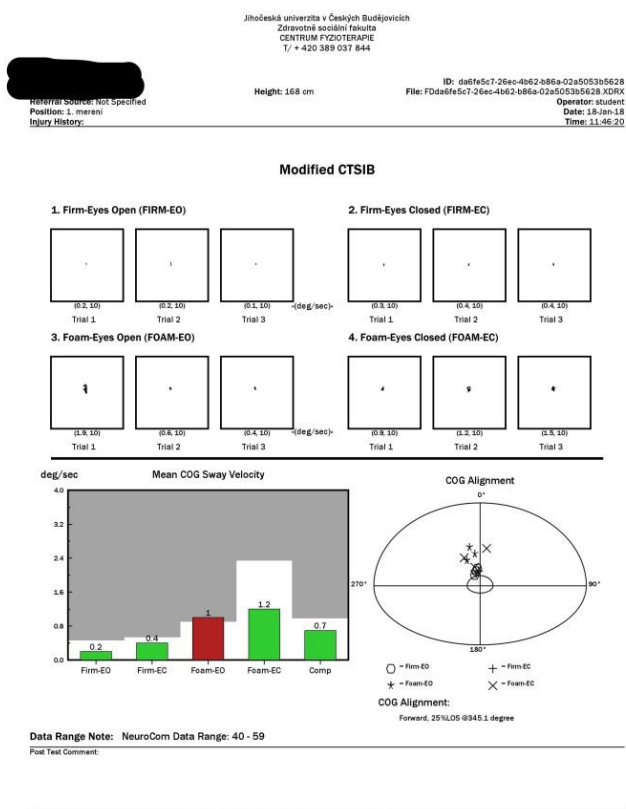 Jihočeská univerzita v Českých Budějovicích
Zdravotně sociální fakulta
CENTRUM FYZIOTERAPIE
T/ + 420 389 037 844
ID: da6fe5c7-26ec-4b62-b86a-02a5053b5628
Height: 168 cm
File: FDda6fe5c7-26ec-4b62-b86a-02a5053b5628.XDRX
Referral Source: Not Specified
Operator: student
Position: 1. mereni
Date: 18-Jan-18
Injury History:
Time: 11:46:20
Modified CTSIB
1. Firm-Eyes Open (FIRM-EO)
2. Firm-Eyes Closed (FIRM-EC)
(0.2, 10) (0.2, 10) (0.1, 10) -(deg/sec)- (0.3, 10) (0.4, 10) (0.4, 10)
Trial 1 Trial 2 Trial 3 Trial 1 Trial 2 Trial 3
3. Foam-Eyes Open (FOAM-EO)
4. Foam-Eyes Closed (FOAM-EC)
(1.9, 10) (0.6, 10) (0.4, 10) -(deg/sec)- (0.9, 10) (1.2, 10) (1.5, 10)
Trial 1 Trial 2 Trial 3 Trial 1 Trial 2 Trial 3
deg/sec
Mean COG Sway Velocity
4.0
3.2
2.4
1.6
0.8
0.0
0.2
0.4
1
1.2
0.7
Firm-EO Firm-EC Foam-EO Foam-EC Comp
COG Alignment
0°
270°
90°
180°
= Firm-EO
= Firm-EC
= Foam-EO
= Foam-EC
COG Alignment:
Forward, 25%LOS @345.1 degree
Data Range Note: NeuroCom Data Range: 40 - 59
Post Test Comment: